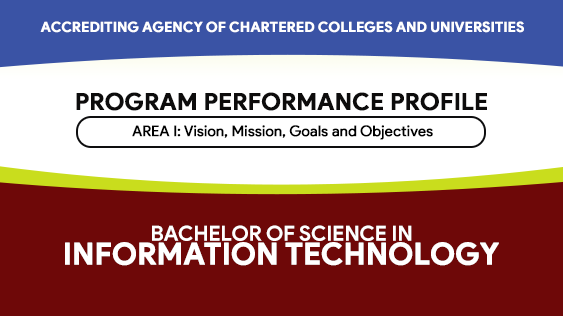 ACCREDITING AGENCY OF CHARTERED COLLEGES AND UNIVERSITIES
PROGRAM PERFORMANCE PROFILE
AREA I: Vision, Mission, Goals and Objectives
BACHELOR OF SCIENCE IN
INFORMATION TECHNOLOGY